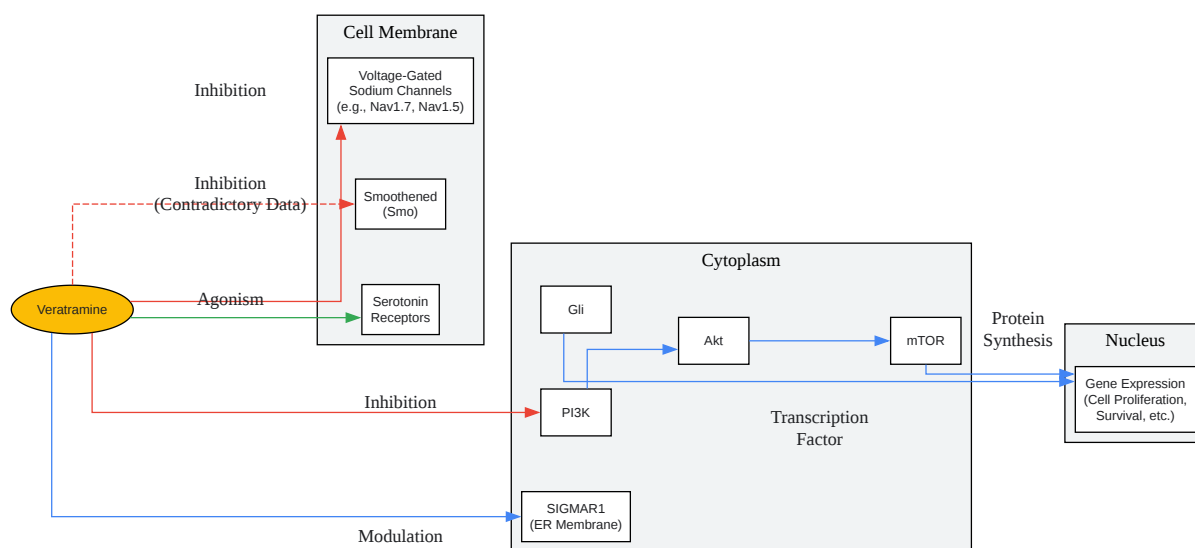 Cell Membrane
Voltage-Gated
Sodium Channels
(e.g., Nav1.7, Nav1.5)
Inhibition
Inhibition
(Contradictory Data)
Smoothened
(Smo)
Cytoplasm
Veratramine
Agonism
Serotonin
Receptors
Gli
Akt
mTOR
Protein
Synthesis
Nucleus
Gene Expression
(Cell Proliferation,
Survival, etc.)
Inhibition
PI3K
Transcription
Factor
SIGMAR1
(ER Membrane)
Modulation